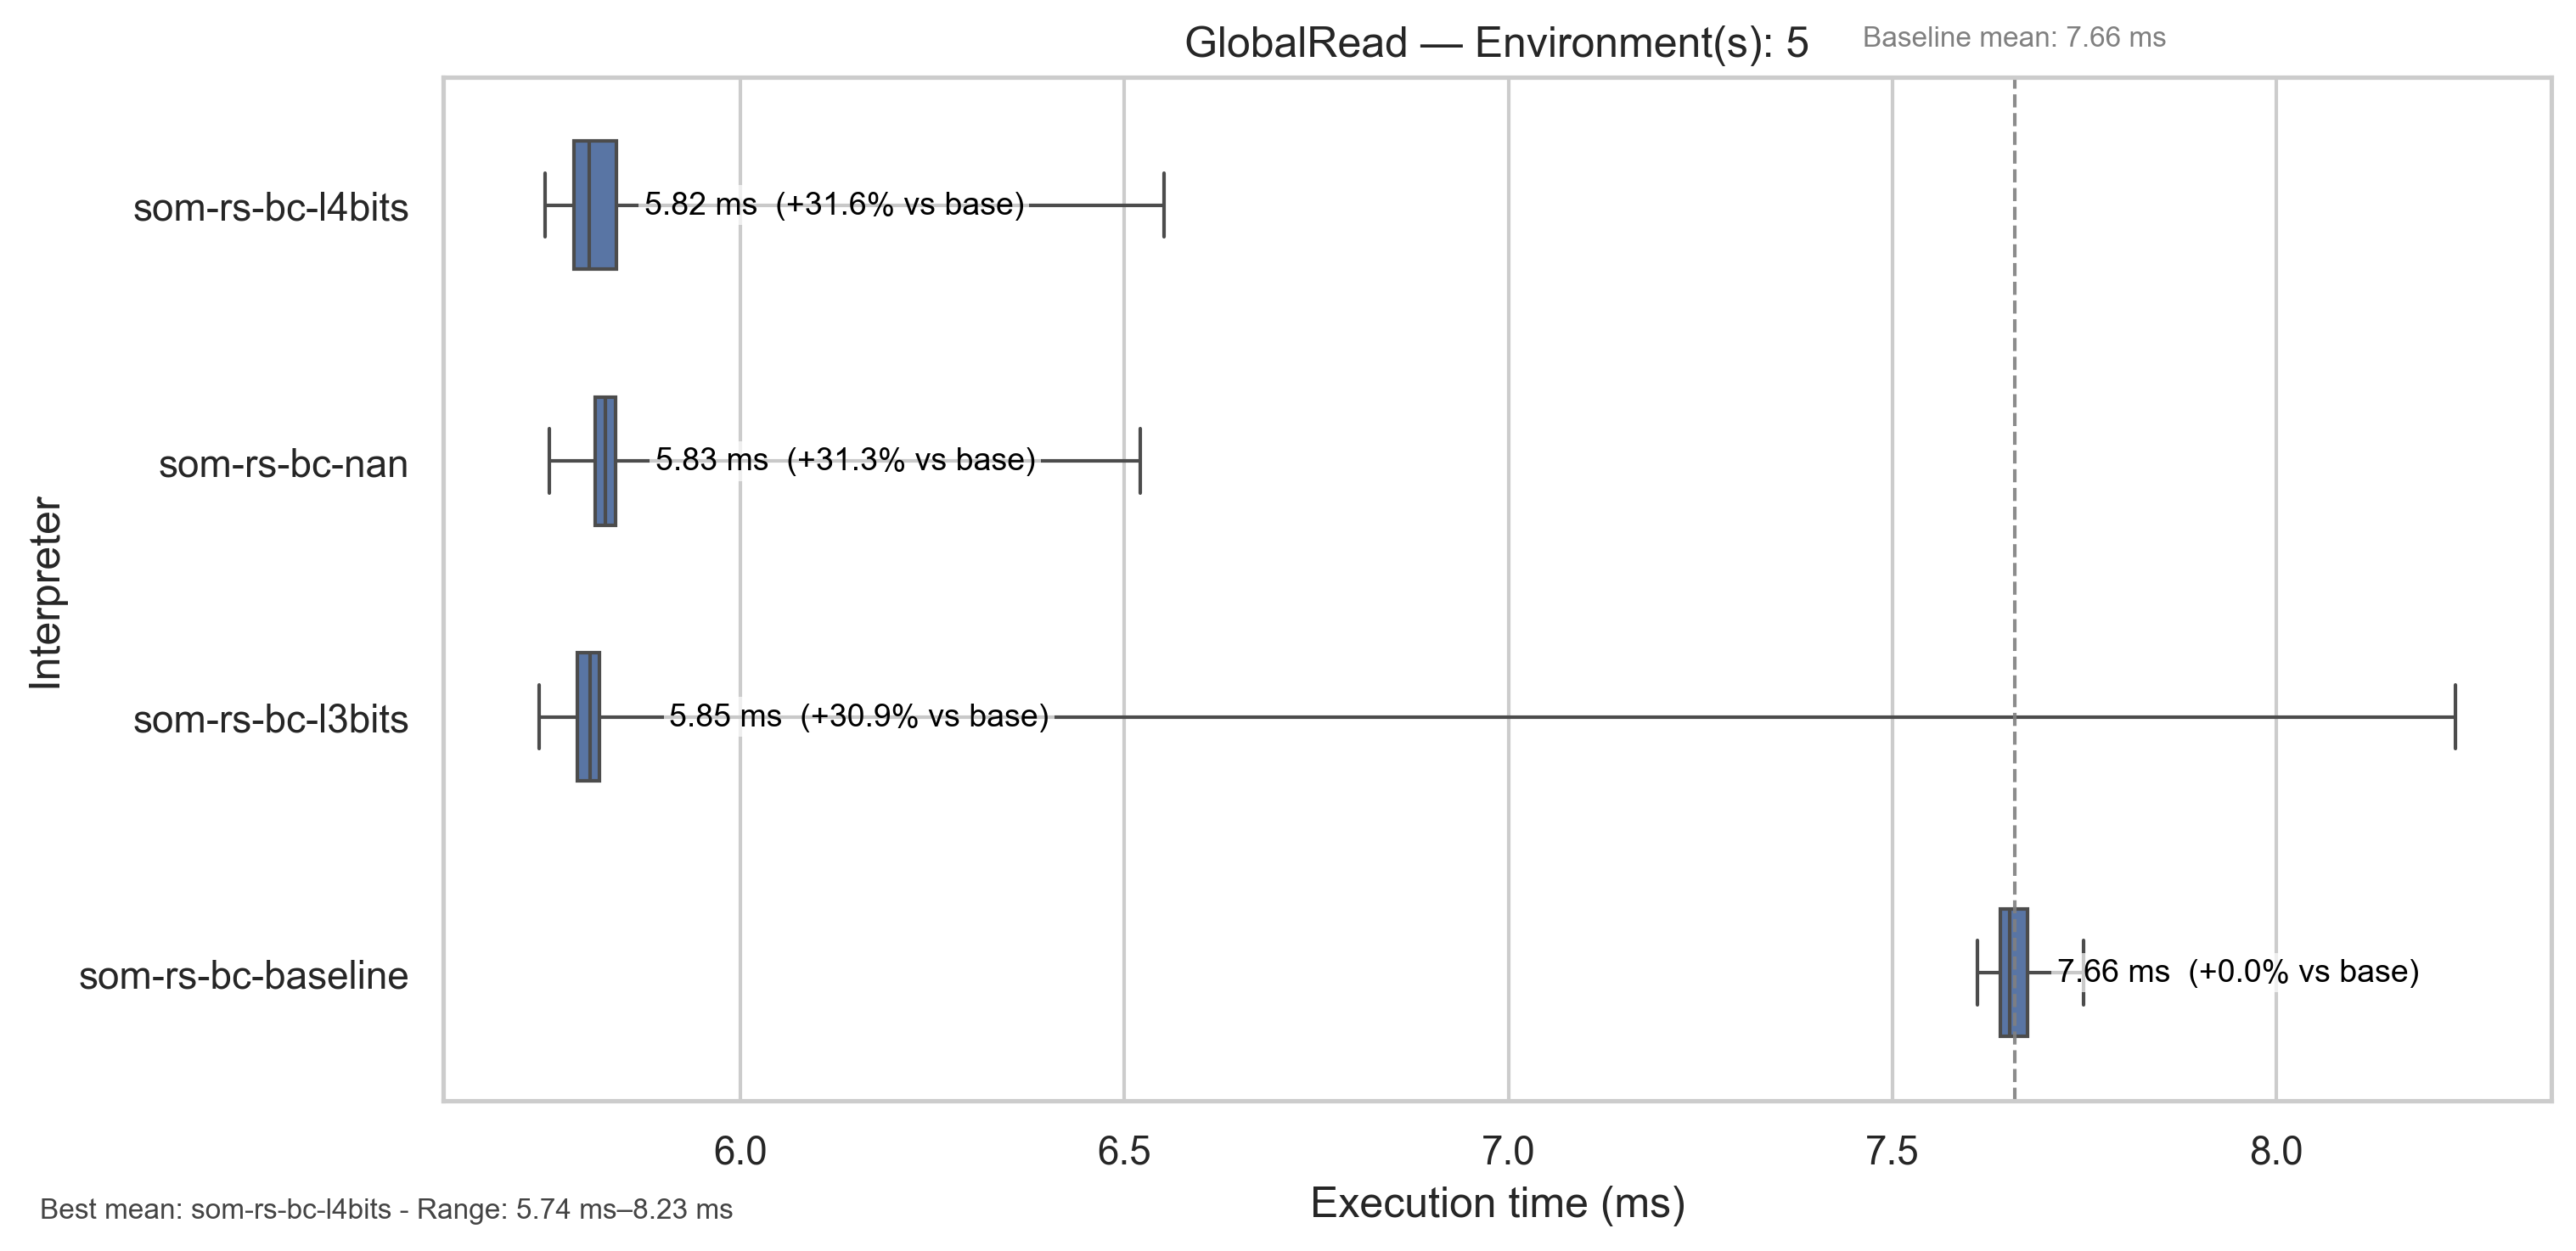 GlobalRead — Environment(s): 5
Baseline mean: 7.66 ms
som-rs-bc-l4bits
5.82 ms (+31.6% vs base)
som-rs-bc-nan
5.83 ms (+31.3% vs base)
Interpreter
som-rs-bc-l3bits
5.85 ms (+30.9% vs base)
som-rs-bc-baseline
7.66 ms (+0.0% vs base)
6.0 6.5 7.0 7.5 8.0
Execution time (ms)
Best mean: som-rs-bc-l4bits - Range: 5.74 ms–8.23 ms